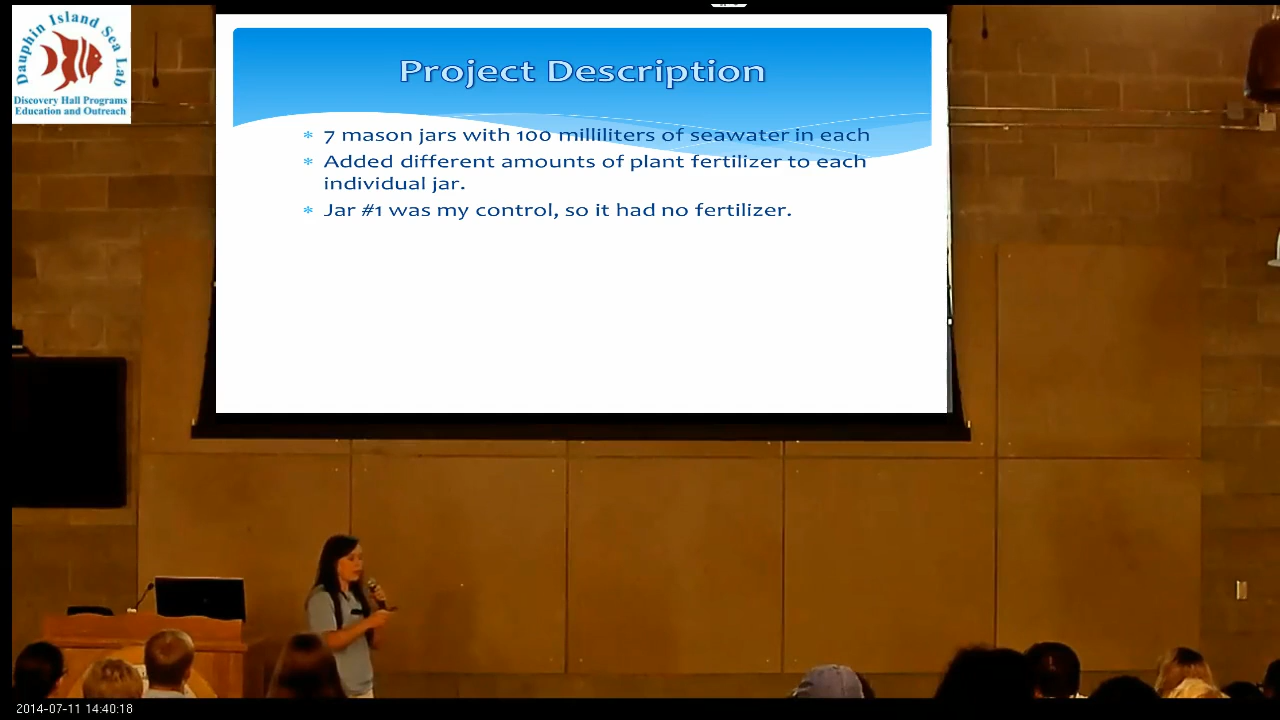 Dauphin Island Sea Lab
Discovery Hall Programs
Education and Outreach
Project Description
* 7 mason jars with 100 milliliters of seawater in each
* Added different amounts of plant fertilizer to each
individual jar.
* Jar #1 was my control, so it had no fertilizer.
2014-07-11 14:40:18